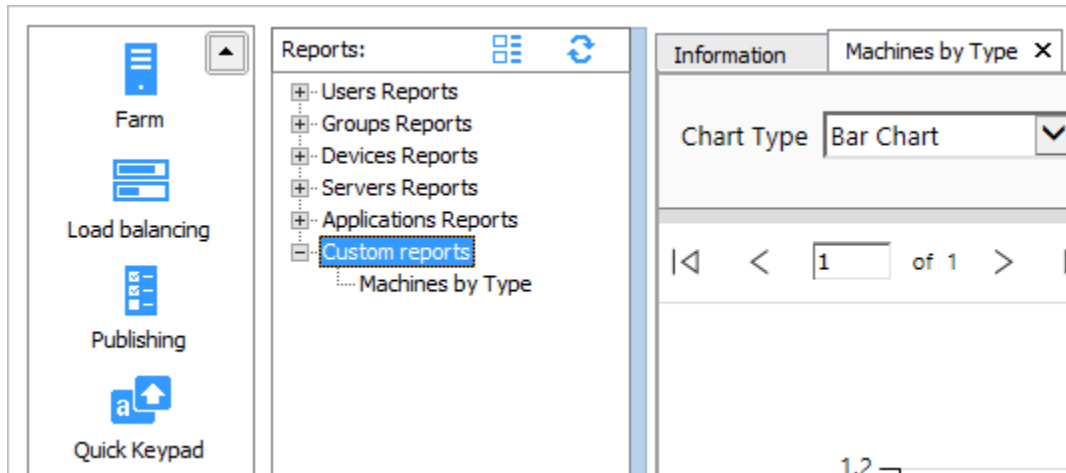 Farm
Load balancing
Publishing
a
Quick Keypad
Reports:
Users Reports
Groups Reports
Devices Reports
Servers Reports
Applications Reports
Custom reports
Machines by Type
Information
Machines by Type
Chart Type Bar Chart
1 of 1
1.2